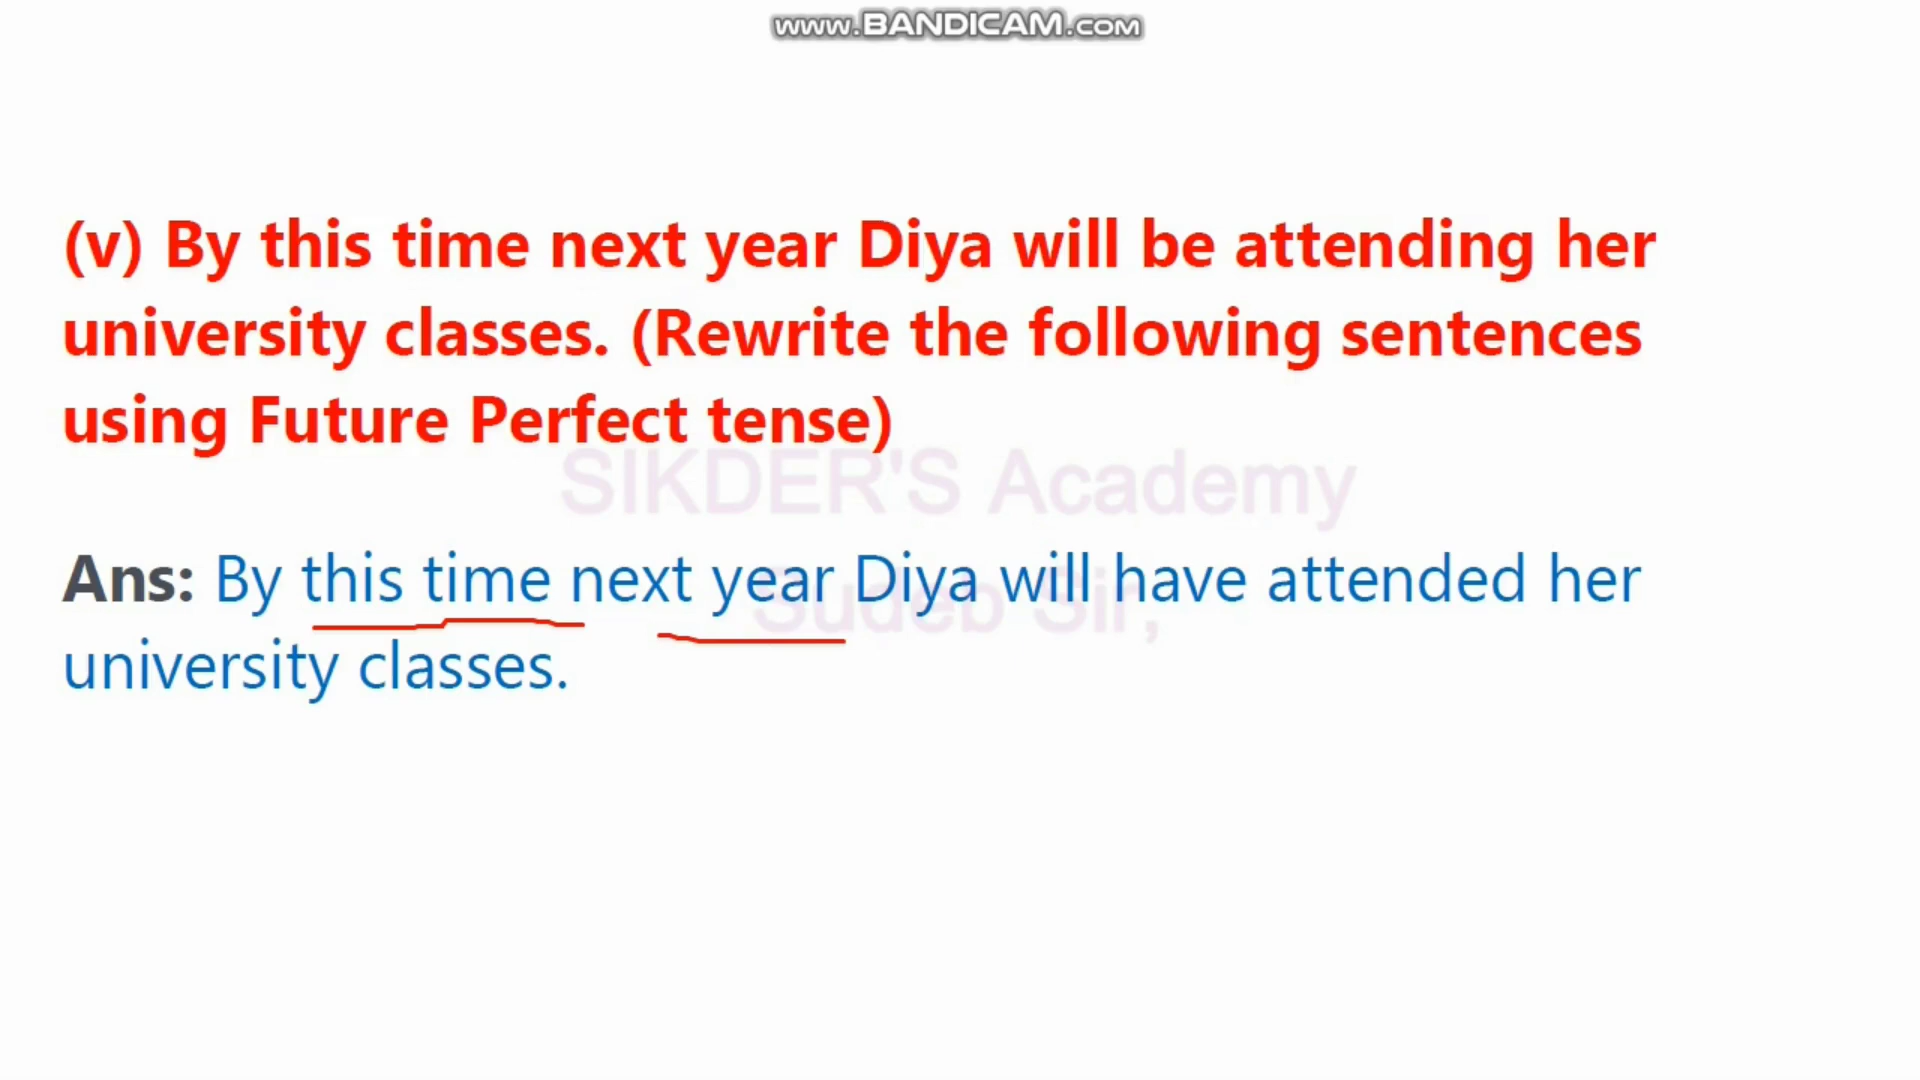 www.BANDICAM.com
(v) By this time next year Diya will be attending her
university classes. (Rewrite the following sentences
using Future Perfect tense)
SIKDER'S Academy
Ans: By this time next year Diya will have attended her
Sudeb Sir,
university classes.